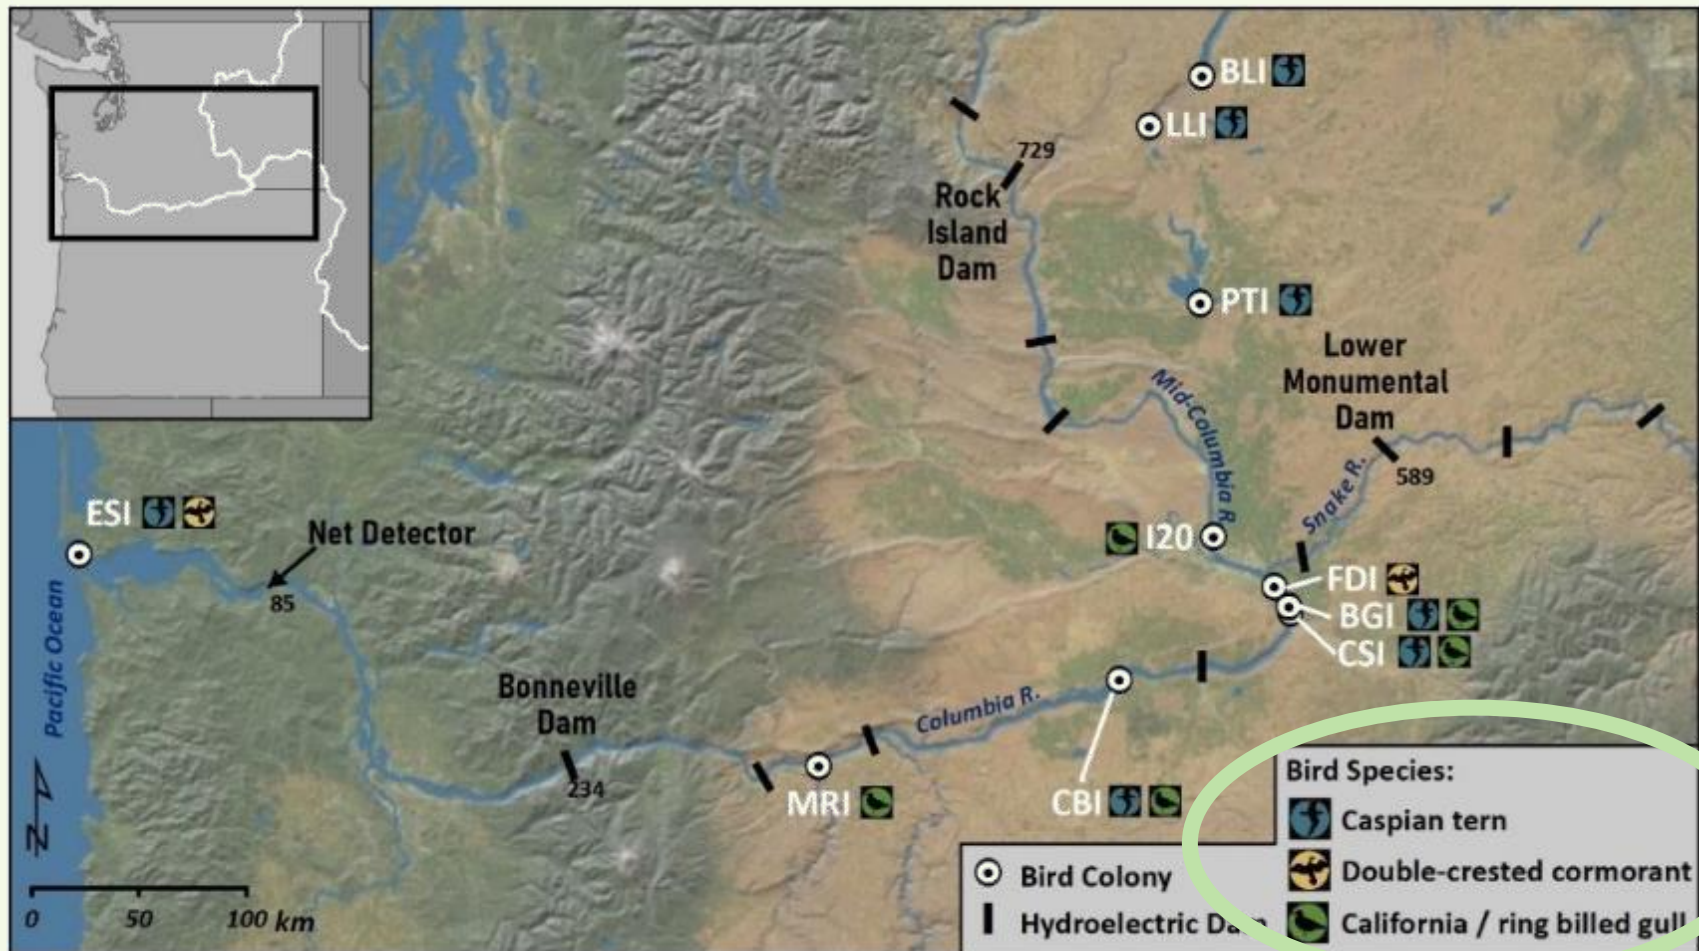 BLI
LLI
729
Rock
Island
Dam
PTI
Lower
Monumental
Dam
Mid-Columbia R.
589
Snake R.
ESI
Net Detector
85
I20
FDI
BGI
CSI
Pacific Ocean
Bonneville
Dam
234
Columbia R.
MRI
CBI
N
0 50 100 km
Bird Colony
Hydroelectric Dam
Bird Species:
Caspian tern
Double-crested cormorant
California / ring billed gull